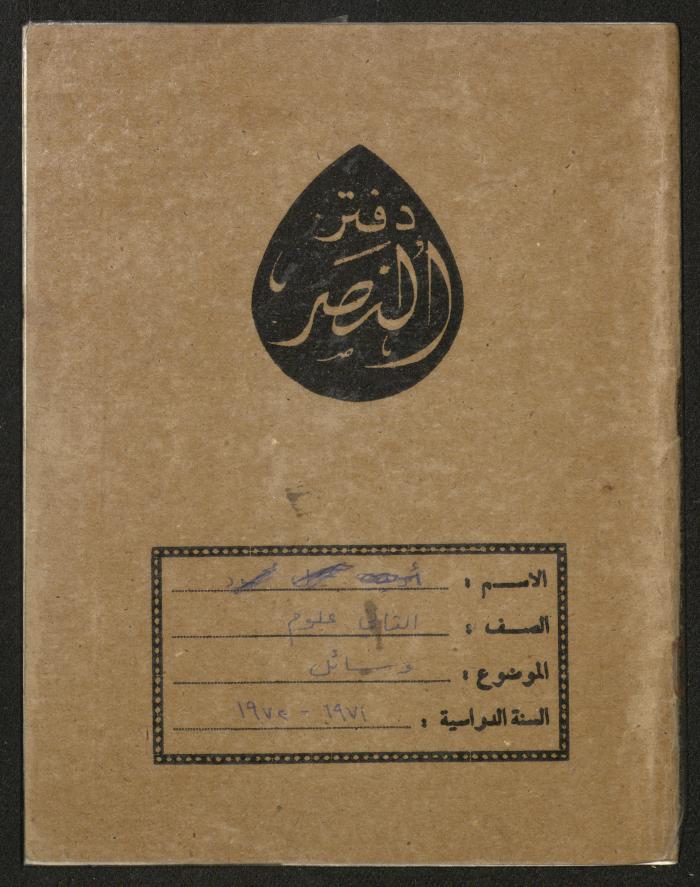 دفتر
النصر
الاسم :
الصف : الثاني علوم
الموضوع : وسائل
السنة الدراسية : ١٩٧١ - ١٩٧٢